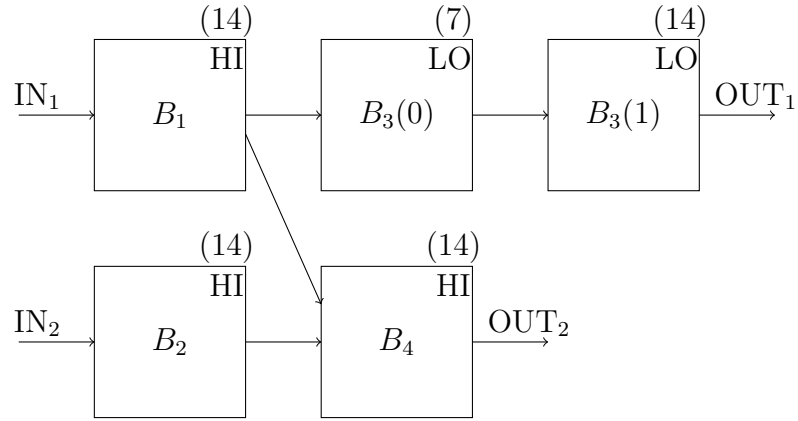 (14) (7) (14)
HI LO LO
IN₁ B₁ B₃(0) B₃(1) OUT₁
(14) (14)
HI HI
IN₂ B₂ B₄ OUT₂